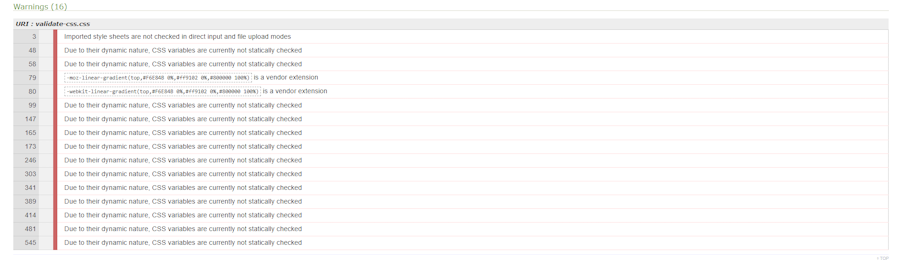 Warnings (16)
URI : validate-css.css
3 Imported style sheets are not checked in direct input and file upload modes
48 Due to their dynamic nature, CSS variables are currently not statically checked
58 Due to their dynamic nature, CSS variables are currently not statically checked
79 -moz-linear-gradient(top,#F6E848 0%,#ff9102 0%,#800000 100%) is a vendor extension
80 -webkit-linear-gradient(top,#F6E848 0%,#ff9102 0%,#800000 100%) is a vendor extension
99 Due to their dynamic nature, CSS variables are currently not statically checked
147 Due to their dynamic nature, CSS variables are currently not statically checked
165 Due to their dynamic nature, CSS variables are currently not statically checked
173 Due to their dynamic nature, CSS variables are currently not statically checked
246 Due to their dynamic nature, CSS variables are currently not statically checked
303 Due to their dynamic nature, CSS variables are currently not statically checked
341 Due to their dynamic nature, CSS variables are currently not statically checked
389 Due to their dynamic nature, CSS variables are currently not statically checked
414 Due to their dynamic nature, CSS variables are currently not statically checked
481 Due to their dynamic nature, CSS variables are currently not statically checked
545 Due to their dynamic nature, CSS variables are currently not statically checked
↑ TOP